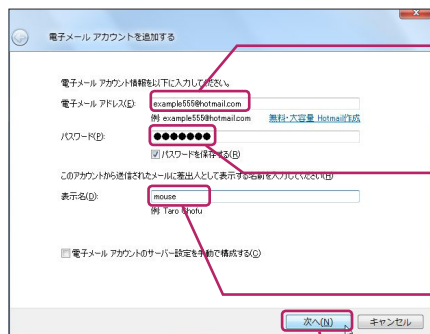 電子メール アカウントを追加する
電子メール アカウント情報を以下に入力してください。
電子メール アドレス(E): example555@hotmail.com
例 example555@hotmail.com 無料・大容量 Hotmail作成
パスワード(P): ●●●●●●●
パスワードを保存する(R)
このアカウントから送信されたメールに差出人として表示する名前を入力してください(H)
表示名(D): mouse
例 Taro Chofu
電子メール アカウントのサーバー設定を手動で構成する(C)
次へ(N) キャンセル